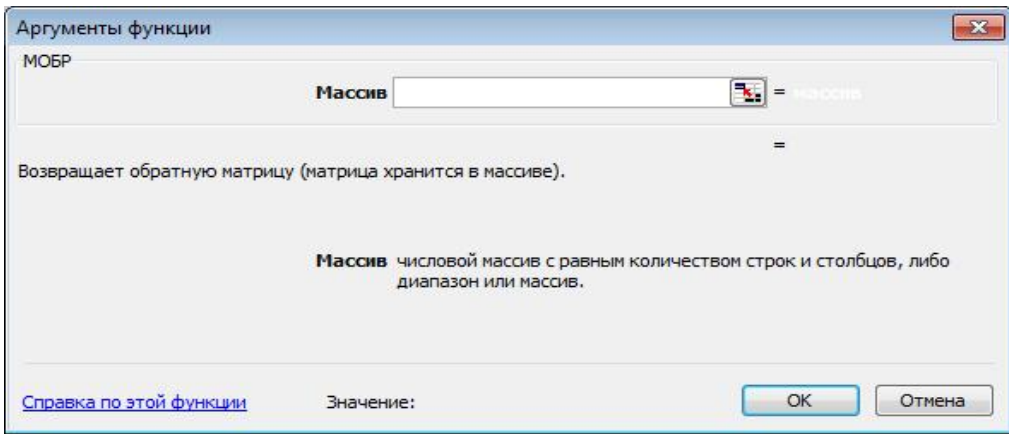 Аргументы функции
МОБР
Массив = массив
=
Возвращает обратную матрицу (матрица хранится в массиве).
Массив числовой массив с равным количеством строк и столбцов, либо
диапазон или массив.
Справка по этой функции Значение: ОК Отмена